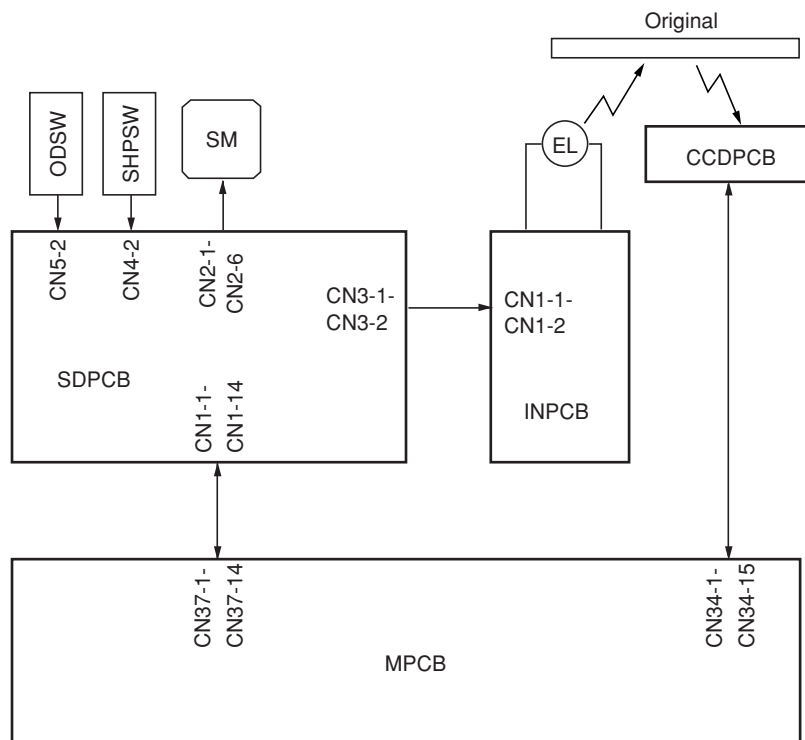 Original
ODSW
SHPSW
SM
EL
CCDPCB
CN5-2
CN4-2
CN2-1-
CN2-6
CN3-1-
CN3-2
CN1-1-
CN1-2
SDPCB
CN1-1-
CN1-14
INPCB
CN37-1-
CN37-14
CN34-1-
CN34-15
MPCB